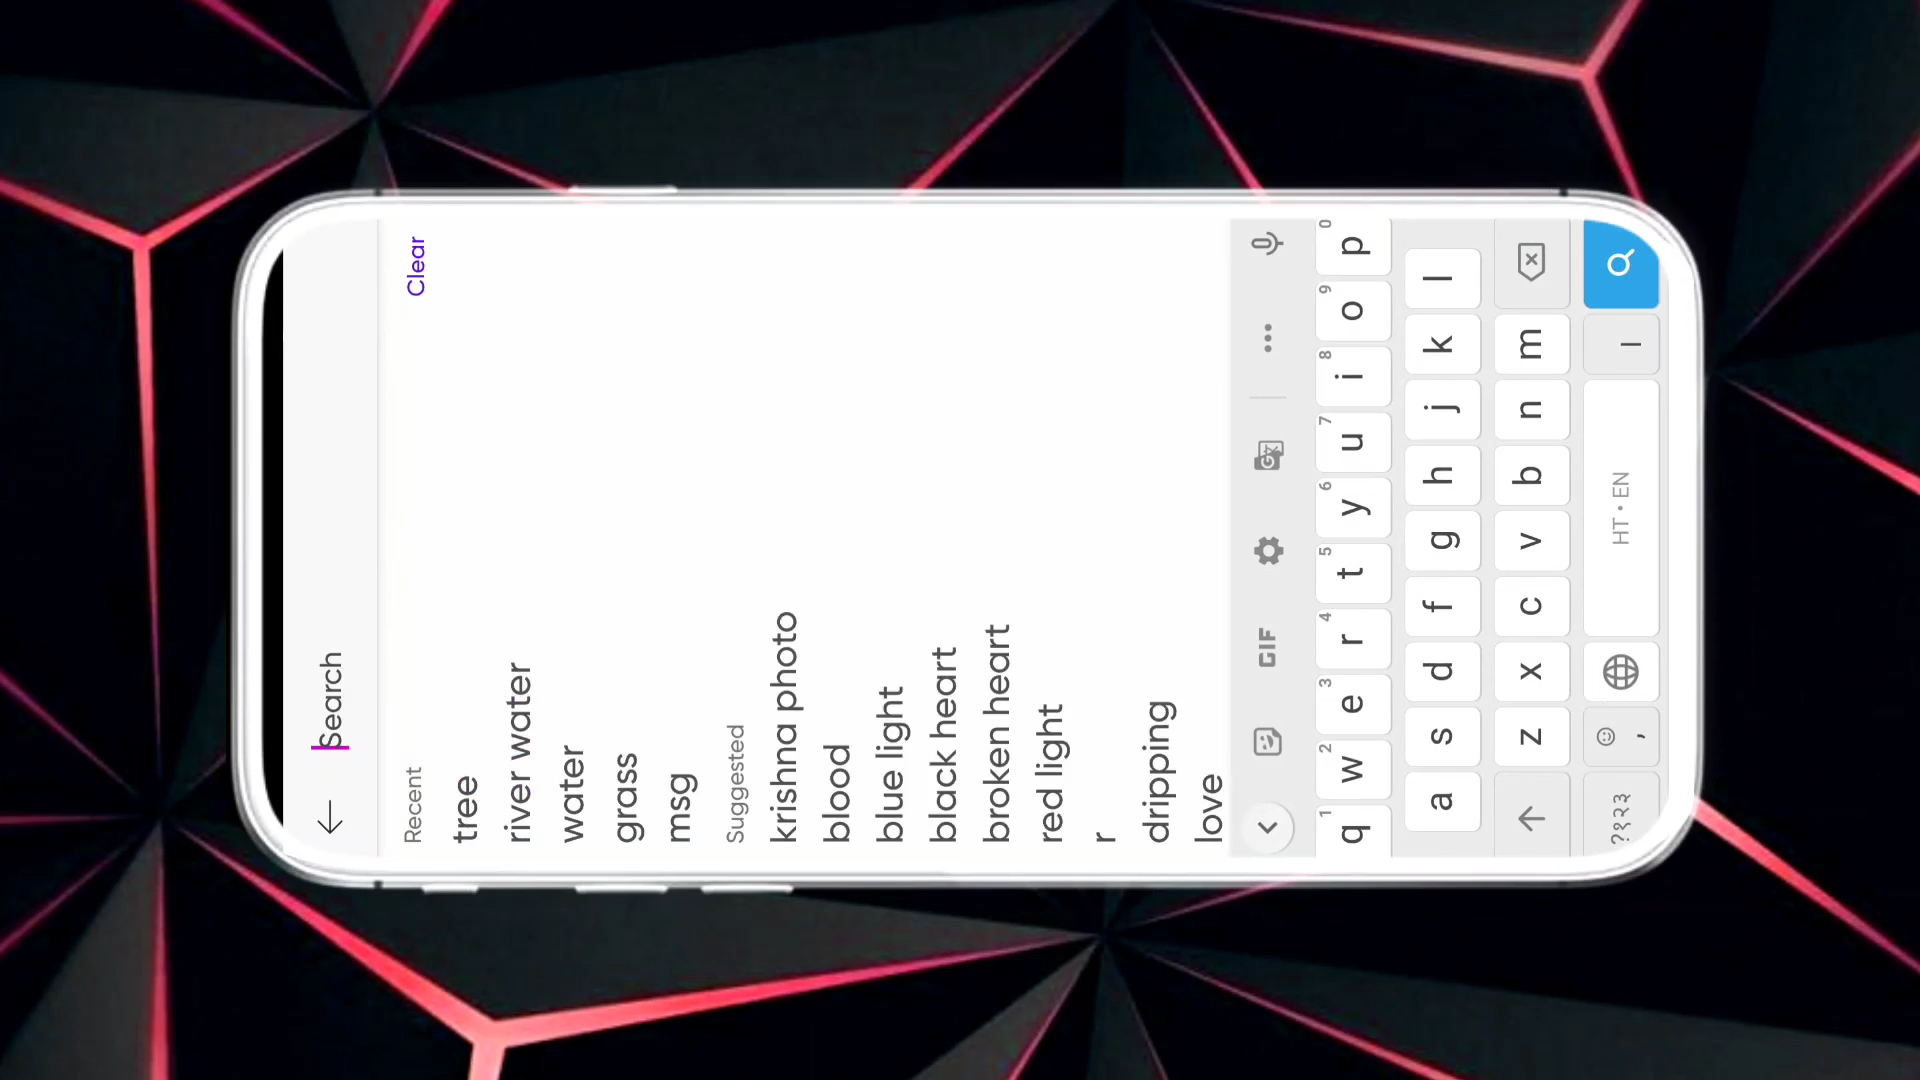 Search
Recent
Clear
tree
river water
water
grass
msg
Suggested
krishna photo
blood
blue light
black heart
broken heart
red light
r
dripping
love
GIF
q 1 w 2 e 3 r 4 t 5 y 6 u 7 i 8 o 9 p 0
a s d f g h j k l
z x c v b n m
?१२३ , HT • EN ।